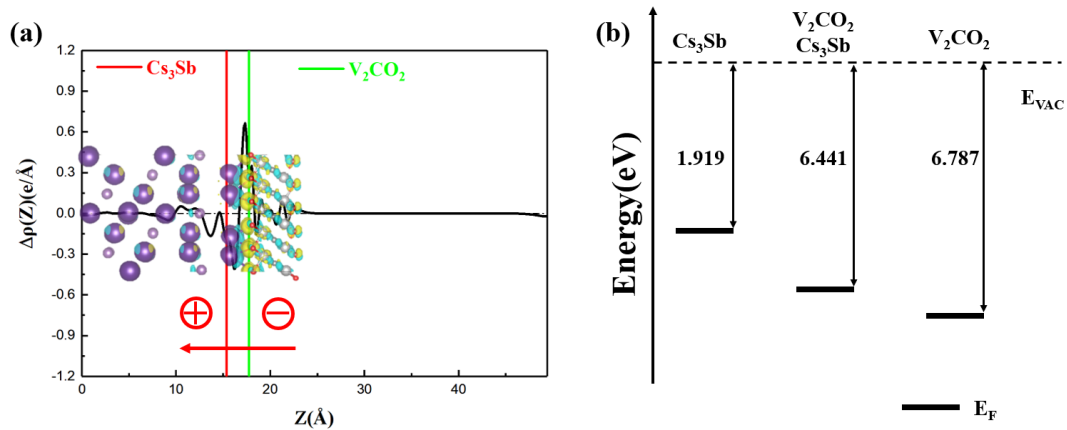 (a)
1.2
0.9
0.6
0.3
0.0
-0.3
-0.6
-0.9
-1.2
Δρ(Z)(e/Å)
Cs₃Sb
V₂CO₂
+
−
0
10
20
30
40
Z(Å)
(b)
Energy(eV)
Cs₃Sb
V₂CO₂
Cs₃Sb
V₂CO₂
E_VAC
1.919
6.441
6.787
E_F